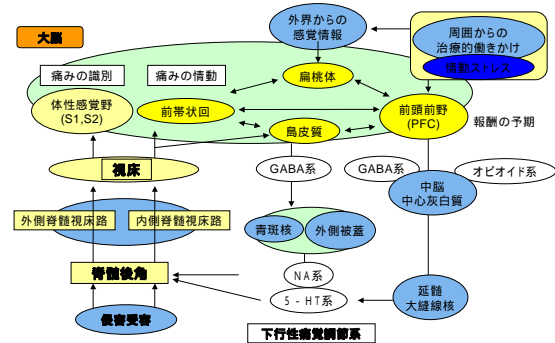 大脳
外界からの
感覚情報
周囲からの
治療的働きかけ
情動ストレス
痛みの識別
痛みの情動
扁桃体
体性感覚野
(S1,S2)
前帯状回
前頭前野
(PFC)
報酬の予期
島皮質
視床
GABA系
GABA系
オピオイド系
中脳
中心灰白質
外側脊髄視床路
内側脊髄視床路
青斑核
外側被蓋
脊髄後角
NA系
5‐HT系
延髄
大縫線核
侵害受容
下行性痛覚調節系